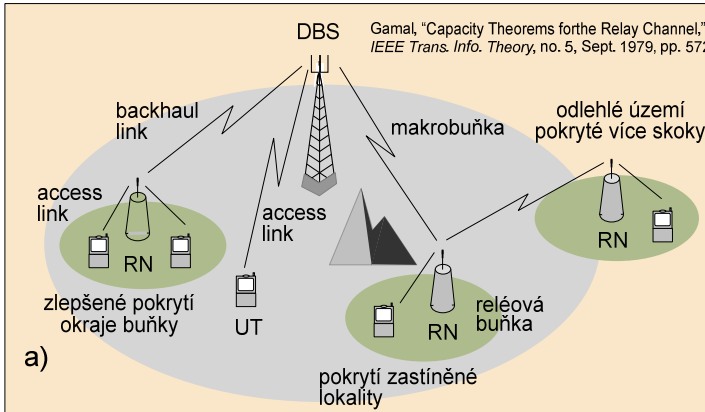 DBS
Gamal, “Capacity Theorems forthe Relay Channel,”
IEEE Trans. Info. Theory, no. 5, Sept. 1979, pp. 572
backhaul
link
makrobuňka
odlehlé území
pokryté více skoky
access
link
access
link
RN
RN
zlepšené pokrytí
okraje buňky
UT
RN
reléová
buňka
a)
pokrytí zastíněné
lokality